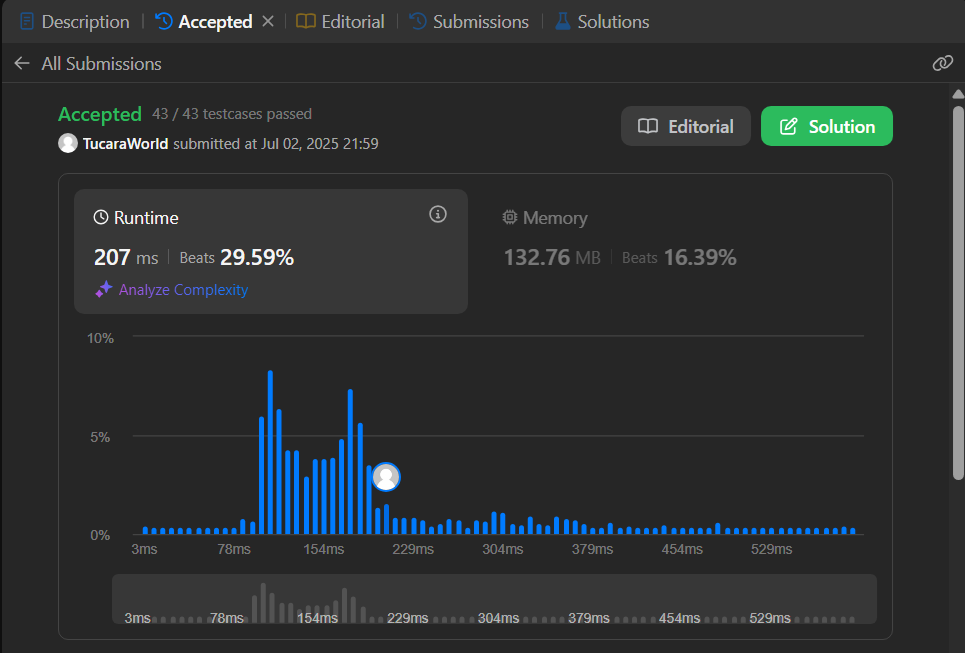 Description Accepted Editorial Submissions Solutions
All Submissions
Accepted 43 / 43 testcases passed
TucaraWorld submitted at Jul 02, 2025 21:59
Editorial Solution
Runtime
207 ms Beats 29.59%
Analyze Complexity
Memory
132.76 MB Beats 16.39%
10%
5%
0%
3ms 78ms 154ms 229ms 304ms 379ms 454ms 529ms
3ms 78ms 154ms 229ms 304ms 379ms 454ms 529ms